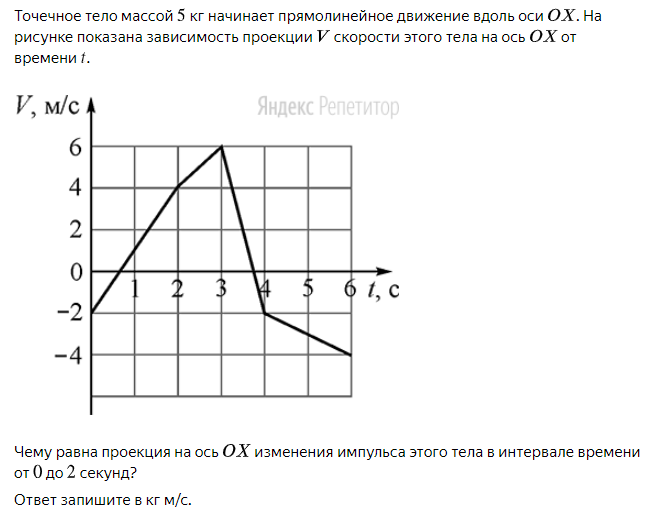 Точечное тело массой 5 кг начинает прямолинейное движение вдоль оси OX. На
рисунке показана зависимость проекции V скорости этого тела на ось OX от
времени t.
V, м/с
Яндекс Репетитор
6
4
2
0
1 2 3 4 5 6 t, с
−2
−4
Чему равна проекция на ось OX изменения импульса этого тела в интервале времени
от 0 до 2 секунд?
Ответ запишите в кг м/с.